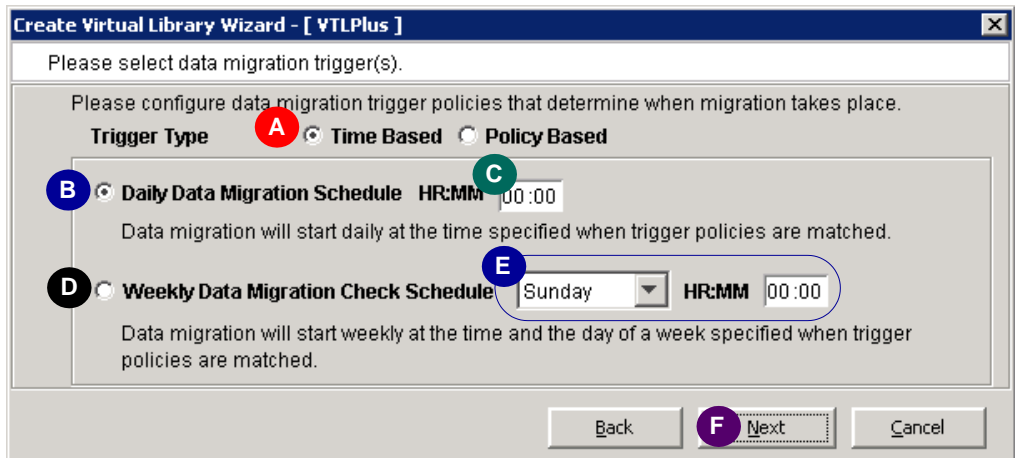 Create Virtual Library Wizard - [ VTLPlus ]
Please select data migration trigger(s).
Please configure data migration trigger policies that determine when migration takes place.
Trigger Type A Time Based Policy Based
B Daily Data Migration Schedule HR:MM C 00:00
Data migration will start daily at the time specified when trigger policies are matched.
D Weekly Data Migration Check Schedule E Sunday HR:MM 00:00
Data migration will start weekly at the time and the day of a week specified when trigger
policies are matched.
Back F Next Cancel